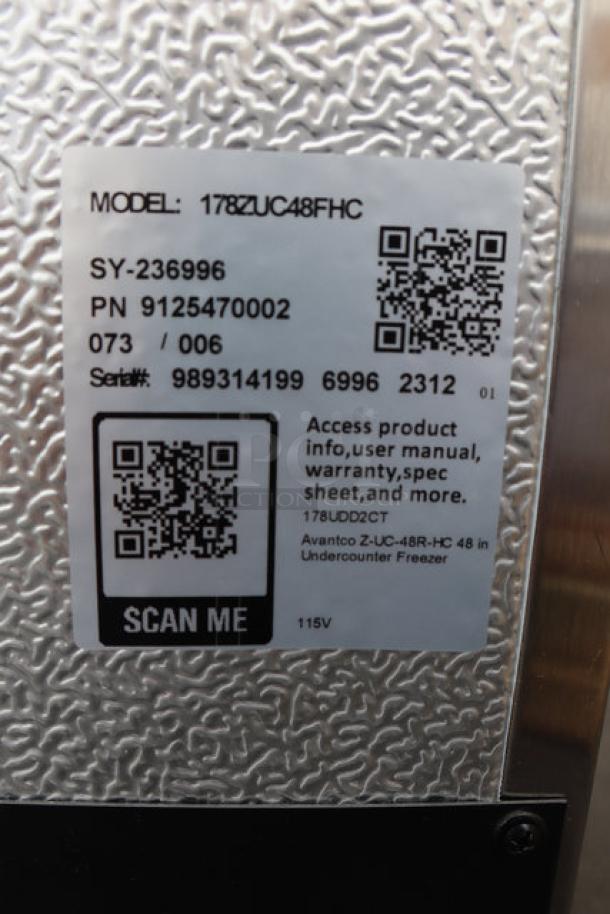 MODEL: 178ZUC48FHC
SY-236996
PN 9125470002
073 / 006
Serial#: 989314199 6996 2312 01
Access product
info,user manual,
warranty,spec
sheet,and more.
178UDD2CT
Avantco Z-UC-48R-HC 48 in
Undercounter Freezer
SCAN ME
115V
PCI